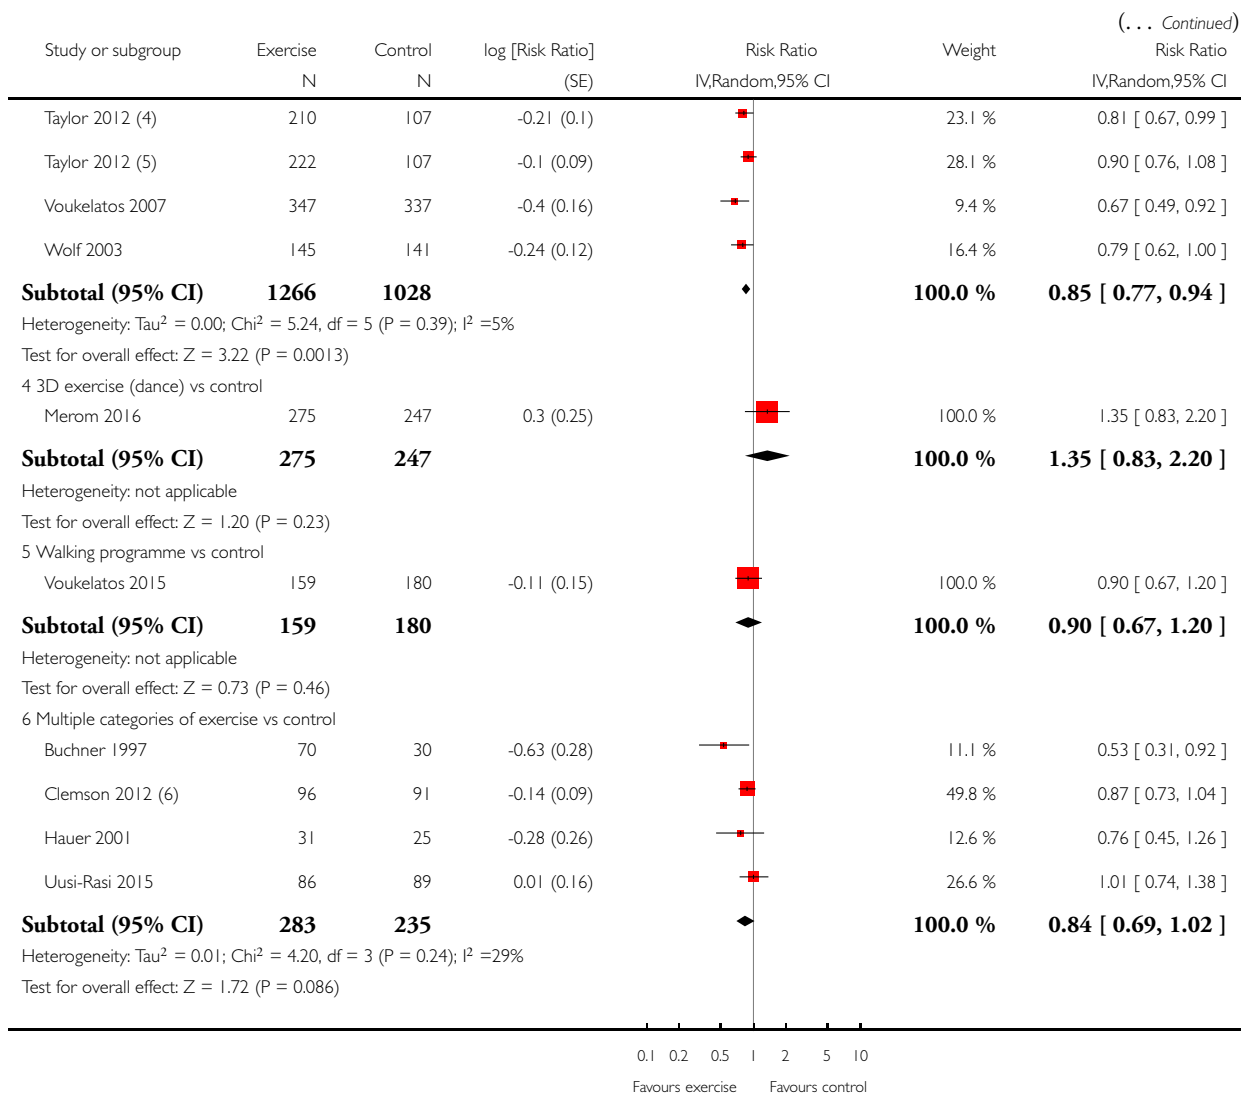 (... Continued)
Study or subgroup Exercise Control log [Risk Ratio] Risk Ratio Weight Risk Ratio
N N (SE) IV,Random,95% CI IV,Random,95% CI
Taylor 2012 (4) 210 107 -0.21 (0.1) 23.1 % 0.81 [ 0.67, 0.99 ]
Taylor 2012 (5) 222 107 -0.1 (0.09) 28.1 % 0.90 [ 0.76, 1.08 ]
Voukelatos 2007 347 337 -0.4 (0.16) 9.4 % 0.67 [ 0.49, 0.92 ]
Wolf 2003 145 141 -0.24 (0.12) 16.4 % 0.79 [ 0.62, 1.00 ]
Subtotal (95% CI) 1266 1028 100.0 % 0.85 [ 0.77, 0.94 ]
Heterogeneity: Tau² = 0.00; Chi² = 5.24, df = 5 (P = 0.39); I² =5%
Test for overall effect: Z = 3.22 (P = 0.0013)
4 3D exercise (dance) vs control
Merom 2016 275 247 0.3 (0.25) 100.0 % 1.35 [ 0.83, 2.20 ]
Subtotal (95% CI) 275 247 100.0 % 1.35 [ 0.83, 2.20 ]
Heterogeneity: not applicable
Test for overall effect: Z = 1.20 (P = 0.23)
5 Walking programme vs control
Voukelatos 2015 159 180 -0.11 (0.15) 100.0 % 0.90 [ 0.67, 1.20 ]
Subtotal (95% CI) 159 180 100.0 % 0.90 [ 0.67, 1.20 ]
Heterogeneity: not applicable
Test for overall effect: Z = 0.73 (P = 0.46)
6 Multiple categories of exercise vs control
Buchner 1997 70 30 -0.63 (0.28) 11.1 % 0.53 [ 0.31, 0.92 ]
Clemson 2012 (6) 96 91 -0.14 (0.09) 49.8 % 0.87 [ 0.73, 1.04 ]
Hauer 2001 31 25 -0.28 (0.26) 12.6 % 0.76 [ 0.45, 1.26 ]
Uusi-Rasi 2015 86 89 0.01 (0.16) 26.6 % 1.01 [ 0.74, 1.38 ]
Subtotal (95% CI) 283 235 100.0 % 0.84 [ 0.69, 1.02 ]
Heterogeneity: Tau² = 0.01; Chi² = 4.20, df = 3 (P = 0.24); I² =29%
Test for overall effect: Z = 1.72 (P = 0.086)
0.1 0.2 0.5 1 2 5 10
Favours exercise Favours control